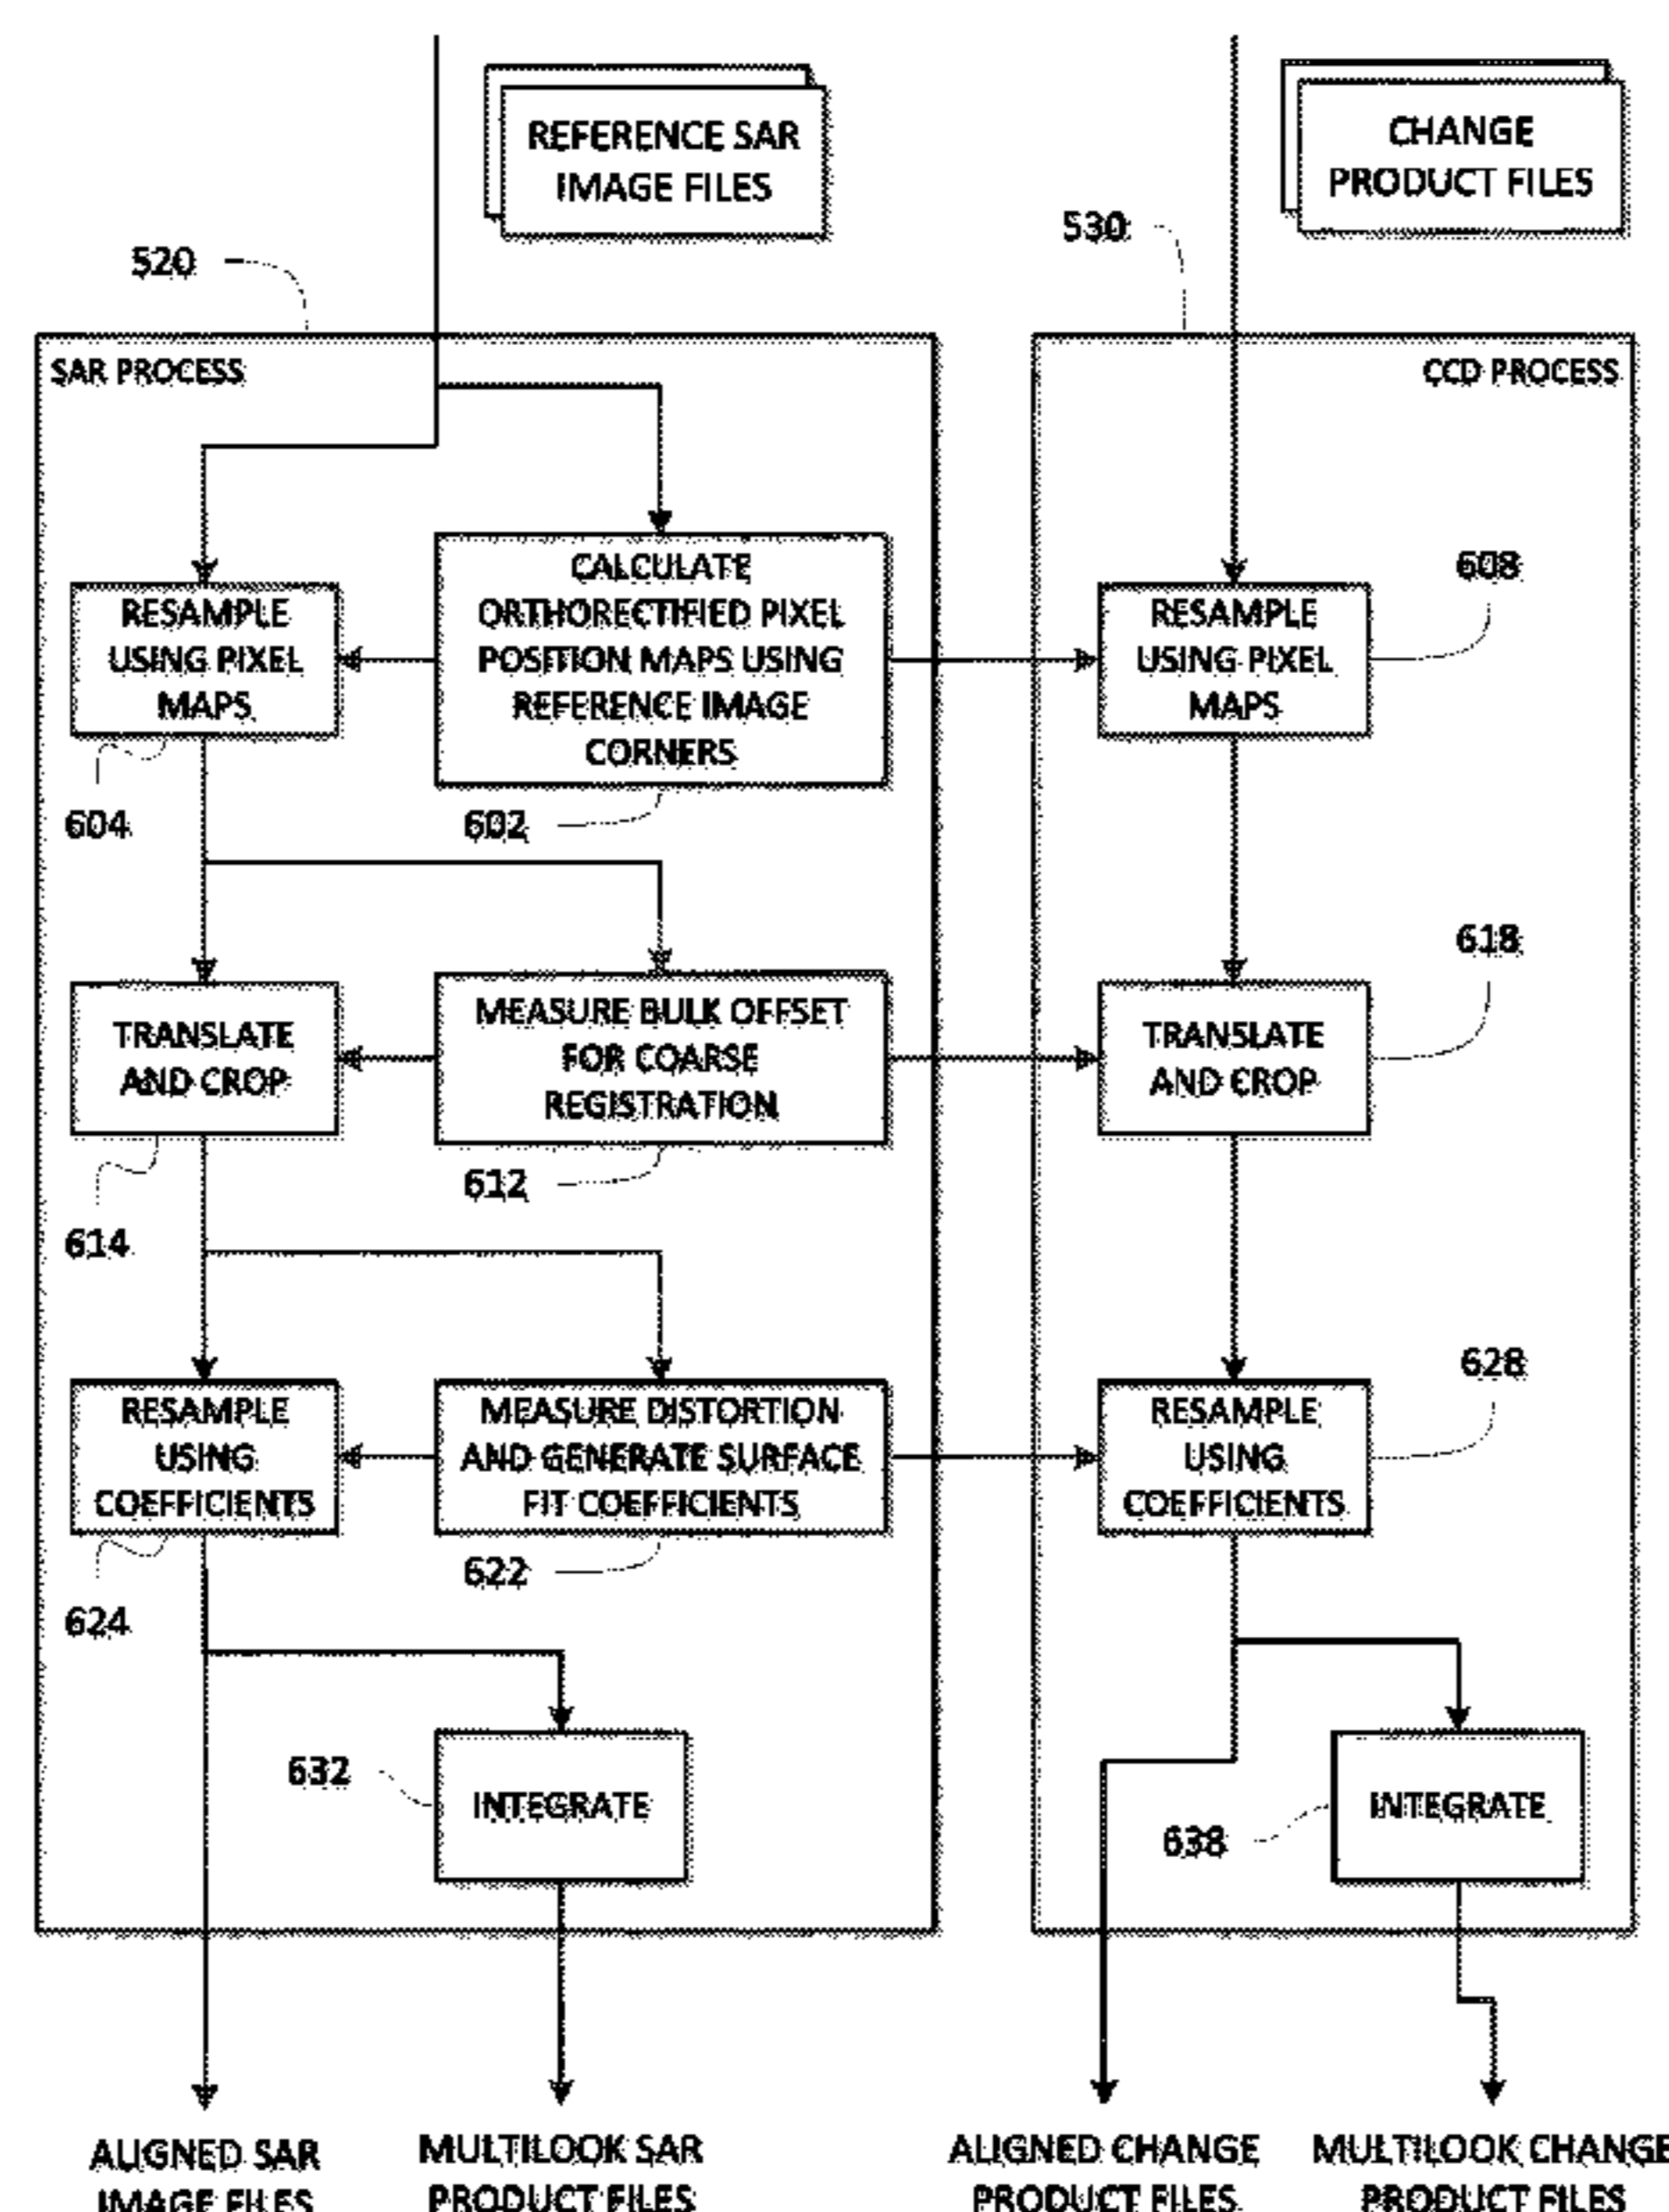 REFERENCE SAR
IMAGE FILES
CHANGE
PRODUCT FILES
520
530
SAR PROCESS
CCD PROCESS
RESAMPLE
USING PIXEL
MAPS
604
CALCULATE
ORTHORECTIFIED PIXEL
POSITION MAPS USING
REFERENCE IMAGE
CORNERS
602
RESAMPLE
USING PIXEL
MAPS
608
TRANSLATE
AND CROP
614
MEASURE BULK OFFSET
FOR COARSE
REGISTRATION
612
TRANSLATE
AND CROP
618
RESAMPLE
USING
COEFFICIENTS
624
MEASURE DISTORTION
AND GENERATE SURFACE
FIT COEFFICIENTS
622
RESAMPLE
USING
COEFFICIENTS
628
632
INTEGRATE
638
INTEGRATE
ALIGNED SAR
IMAGE FILES
MULTILOOK SAR
PRODUCT FILES
ALIGNED CHANGE
PRODUCT FILES
MULTILOOK CHANGE
PRODUCT FILES